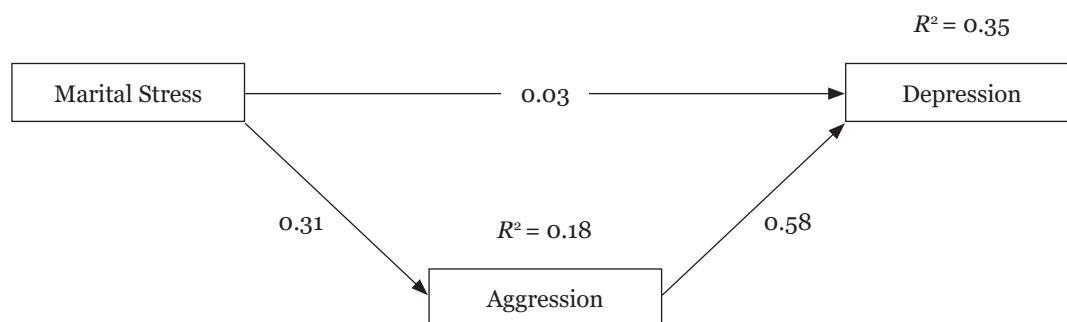 R² = 0.35
Marital Stress
0.03
Depression
0.31
R² = 0.18
0.58
Aggression